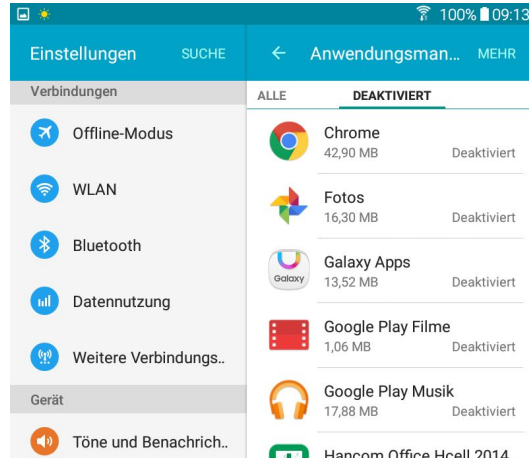 100% 09:13
Einstellungen SUCHE
Verbindungen
Offline-Modus
WLAN
Bluetooth
Datennutzung
Weitere Verbindungs..
Gerät
Töne und Benachrich..
Anwendungsman... MEHR
ALLE DEAKTIVIERT
Chrome
42,90 MB Deaktiviert
Fotos
16,30 MB Deaktiviert
Galaxy
Galaxy Apps
13,52 MB Deaktiviert
Google Play Filme
1,06 MB Deaktiviert
Google Play Musik
17,88 MB Deaktiviert
Hancom Office Hcell 2014